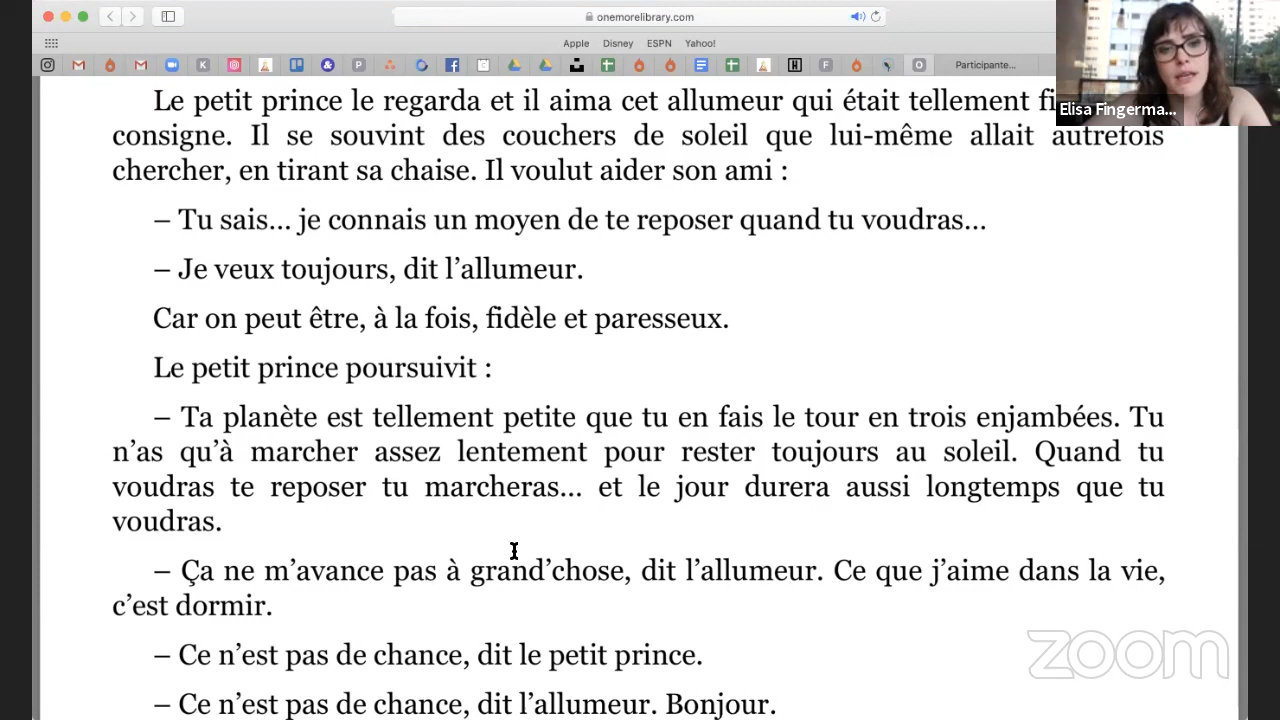 onemorelibrary.com
Apple Disney ESPN Yahoo!
K P F O Participante...
Elisa Fingerma...
Le petit prince le regarda et il aima cet allumeur qui était tellement
consigne. Il se souvint des couchers de soleil que lui-même allait autrefois
chercher, en tirant sa chaise. Il voulut aider son ami :
– Tu sais... je connais un moyen de te reposer quand tu voudras...
– Je veux toujours, dit l’allumeur.
Car on peut être, à la fois, fidèle et paresseux.
Le petit prince poursuivit :
– Ta planète est tellement petite que tu en fais le tour en trois enjambées. Tu
n’as qu’à marcher assez lentement pour rester toujours au soleil. Quand tu
voudras te reposer tu marcheras... et le jour durera aussi longtemps que tu
voudras.
– Ça ne m’avance pas à grand’chose, dit l’allumeur. Ce que j’aime dans la vie,
c’est dormir.
– Ce n’est pas de chance, dit le petit prince.
– Ce n’est pas de chance, dit l’allumeur. Bonjour.
zoom